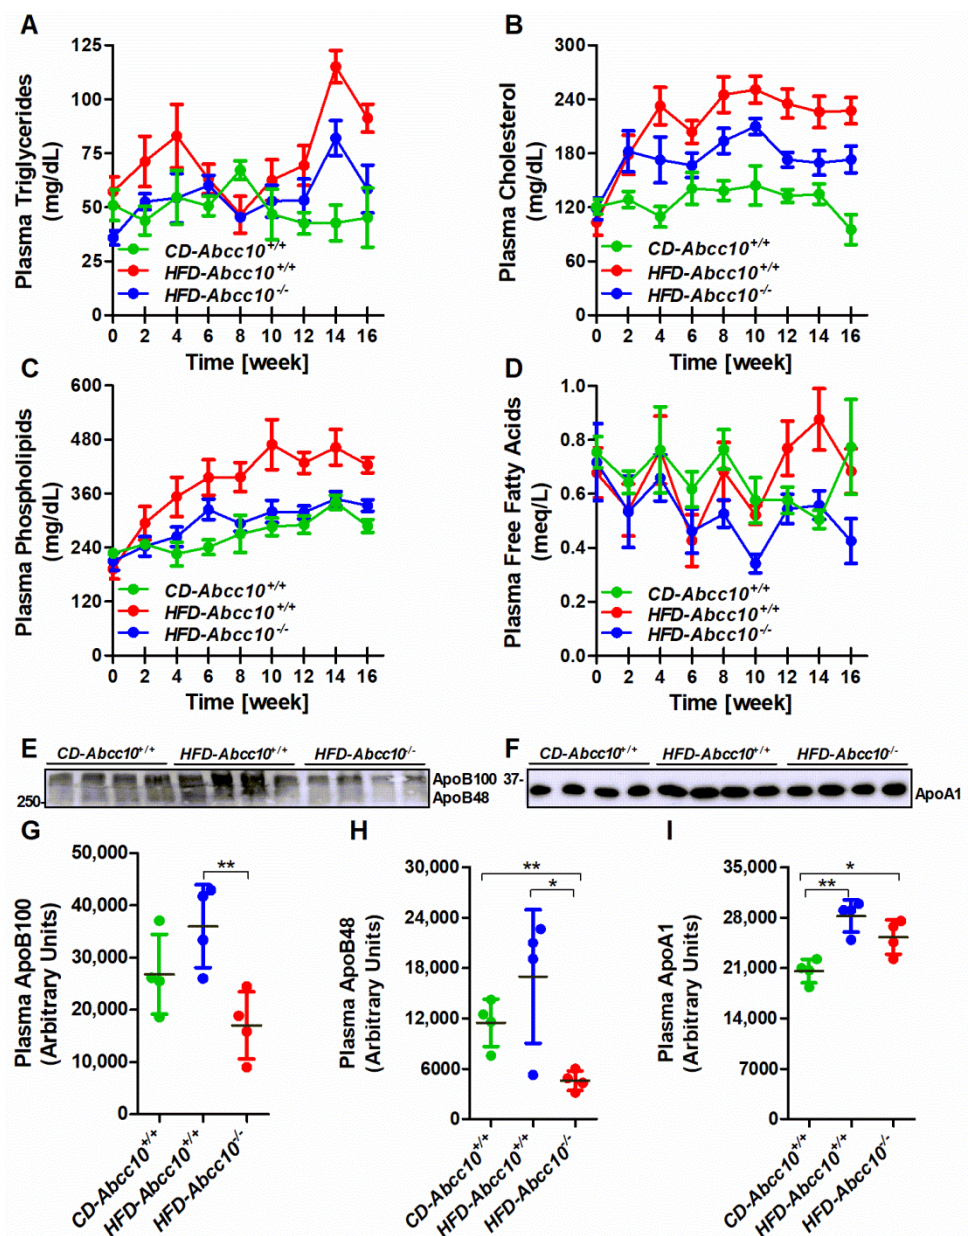 A
Plasma Triglycerides
(mg/dL)
125
100
75
50
25
0
CD-Abcc10+/+
HFD-Abcc10+/+
HFD-Abcc10-/-
0 2 4 6 8 10 12 14 16
Time [week]
B
Plasma Cholesterol
(mg/dL)
300
240
180
120
60
0
CD-Abcc10+/+
HFD-Abcc10+/+
HFD-Abcc10-/-
0 2 4 6 8 10 12 14 16
Time [week]
C
Plasma Phospholipids
(mg/dL)
600
480
360
240
120
0
CD-Abcc10+/+
HFD-Abcc10+/+
HFD-Abcc10-/-
0 2 4 6 8 10 12 14 16
Time [week]
D
Plasma Free Fatty Acids
(meq/L)
1.0
0.8
0.6
0.4
0.2
0.0
CD-Abcc10+/+
HFD-Abcc10+/+
HFD-Abcc10-/-
0 2 4 6 8 10 12 14 16
Time [week]
E
CD-Abcc10+/+ HFD-Abcc10+/+ HFD-Abcc10-/-
ApoB100
250- ApoB48
F
CD-Abcc10+/+ HFD-Abcc10+/+ HFD-Abcc10-/-
37-
ApoA1
G
Plasma ApoB100
(Arbitrary Units)
50,000
40,000
30,000
20,000
10,000
0
**
CD-Abcc10+/+
HFD-Abcc10+/+
HFD-Abcc10-/-
H
Plasma ApoB48
(Arbitrary Units)
30,000
24,000
18,000
12,000
6000
0
**
*
CD-Abcc10+/+
HFD-Abcc10+/+
HFD-Abcc10-/-
I
Plasma ApoA1
(Arbitrary Units)
35,000
28,000
21,000
14,000
7000
0
*
**
CD-Abcc10+/+
HFD-Abcc10+/+
HFD-Abcc10-/-